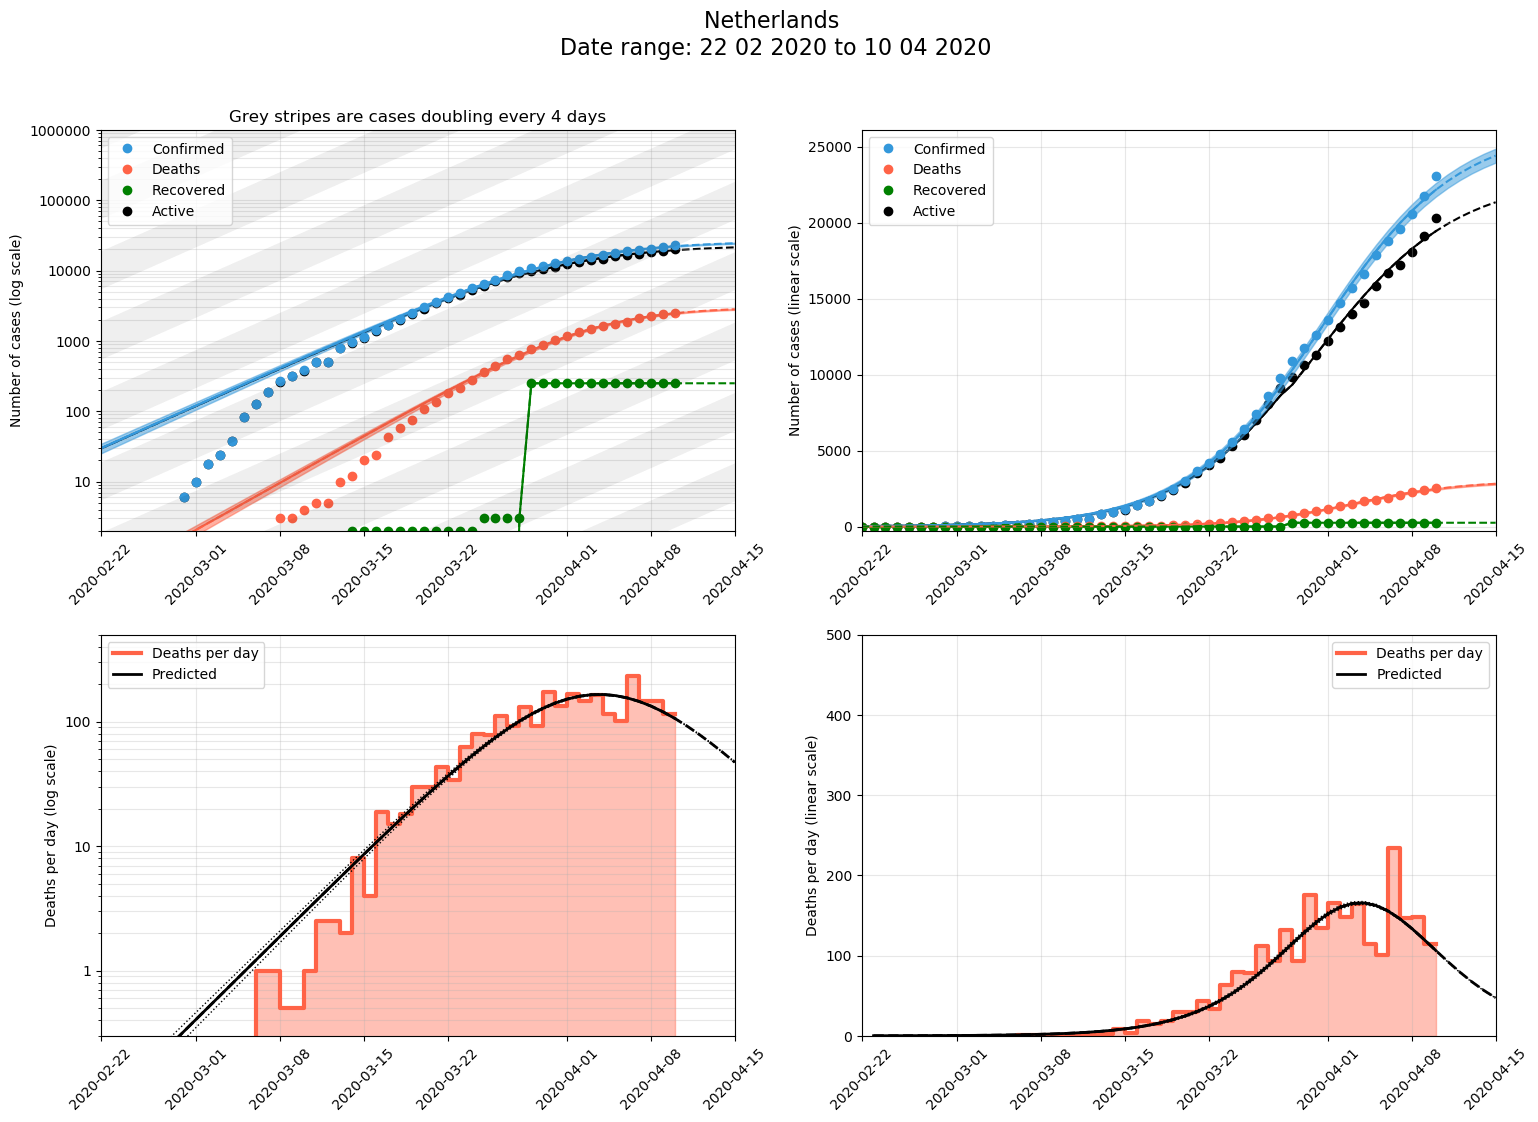 Netherlands
Date range: 22 02 2020 to 10 04 2020
Grey stripes are cases doubling every 4 days
Number of cases (log scale)
1000000
100000
10000
1000
100
10
Confirmed
Deaths
Recovered
Active
2020-02-22
2020-03-01
2020-03-08
2020-03-15
2020-03-22
2020-04-01
2020-04-08
2020-04-15
Number of cases (linear scale)
25000
20000
15000
10000
5000
0
Confirmed
Deaths
Recovered
Active
2020-02-22
2020-03-01
2020-03-08
2020-03-15
2020-03-22
2020-04-01
2020-04-08
2020-04-15
Deaths per day (log scale)
100
10
1
Deaths per day
Predicted
2020-02-22
2020-03-01
2020-03-08
2020-03-15
2020-03-22
2020-04-01
2020-04-08
2020-04-15
Deaths per day (linear scale)
500
400
300
200
100
0
Deaths per day
Predicted
2020-02-22
2020-03-01
2020-03-08
2020-03-15
2020-03-22
2020-04-01
2020-04-08
2020-04-15